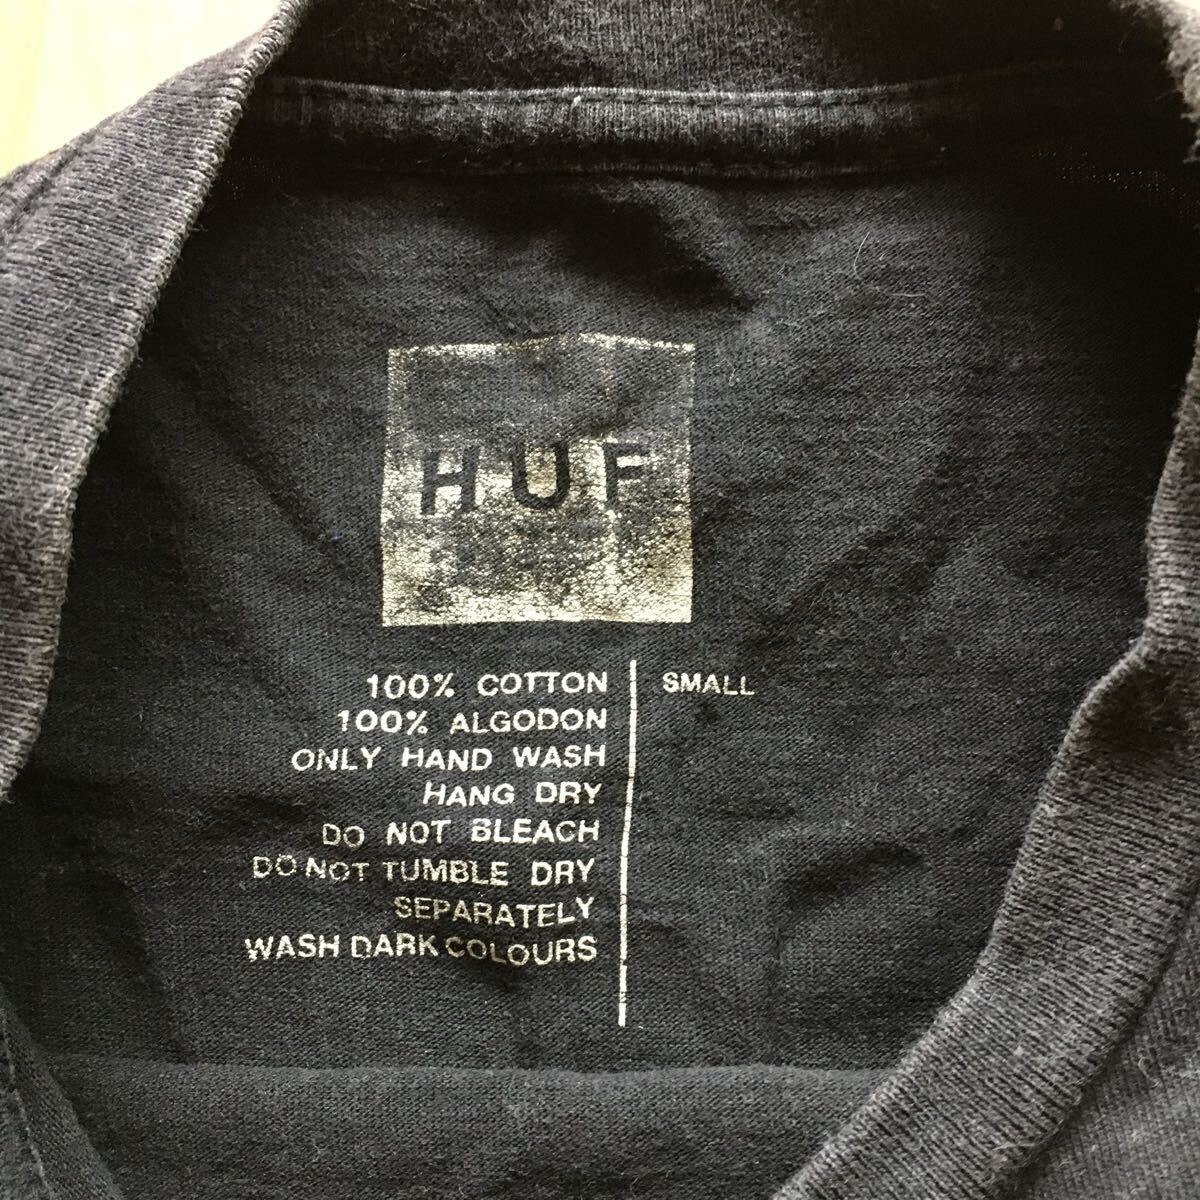 HUF
100% COTTON
SMALL
100% ALGODON
ONLY HAND WASH
HANG DRY
DO NOT BLEACH
DO NOT TUMBLE DRY
SEPARATELY
WASH DARK COLOURS